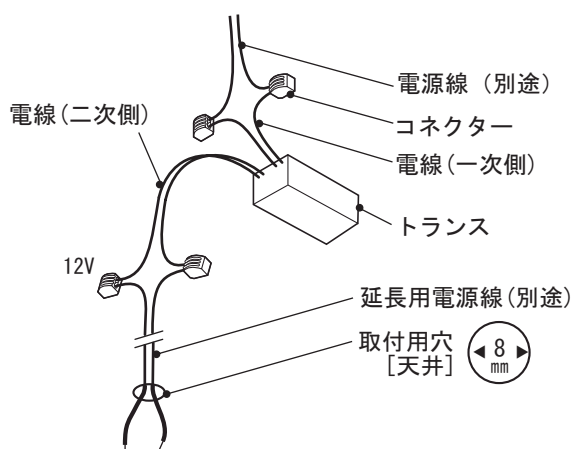 電源線（別途）
コネクター
電線(二次側)
電線(一次側)
トランス
12V
延長用電源線(別途)
取付用穴
[天井]
8
mm